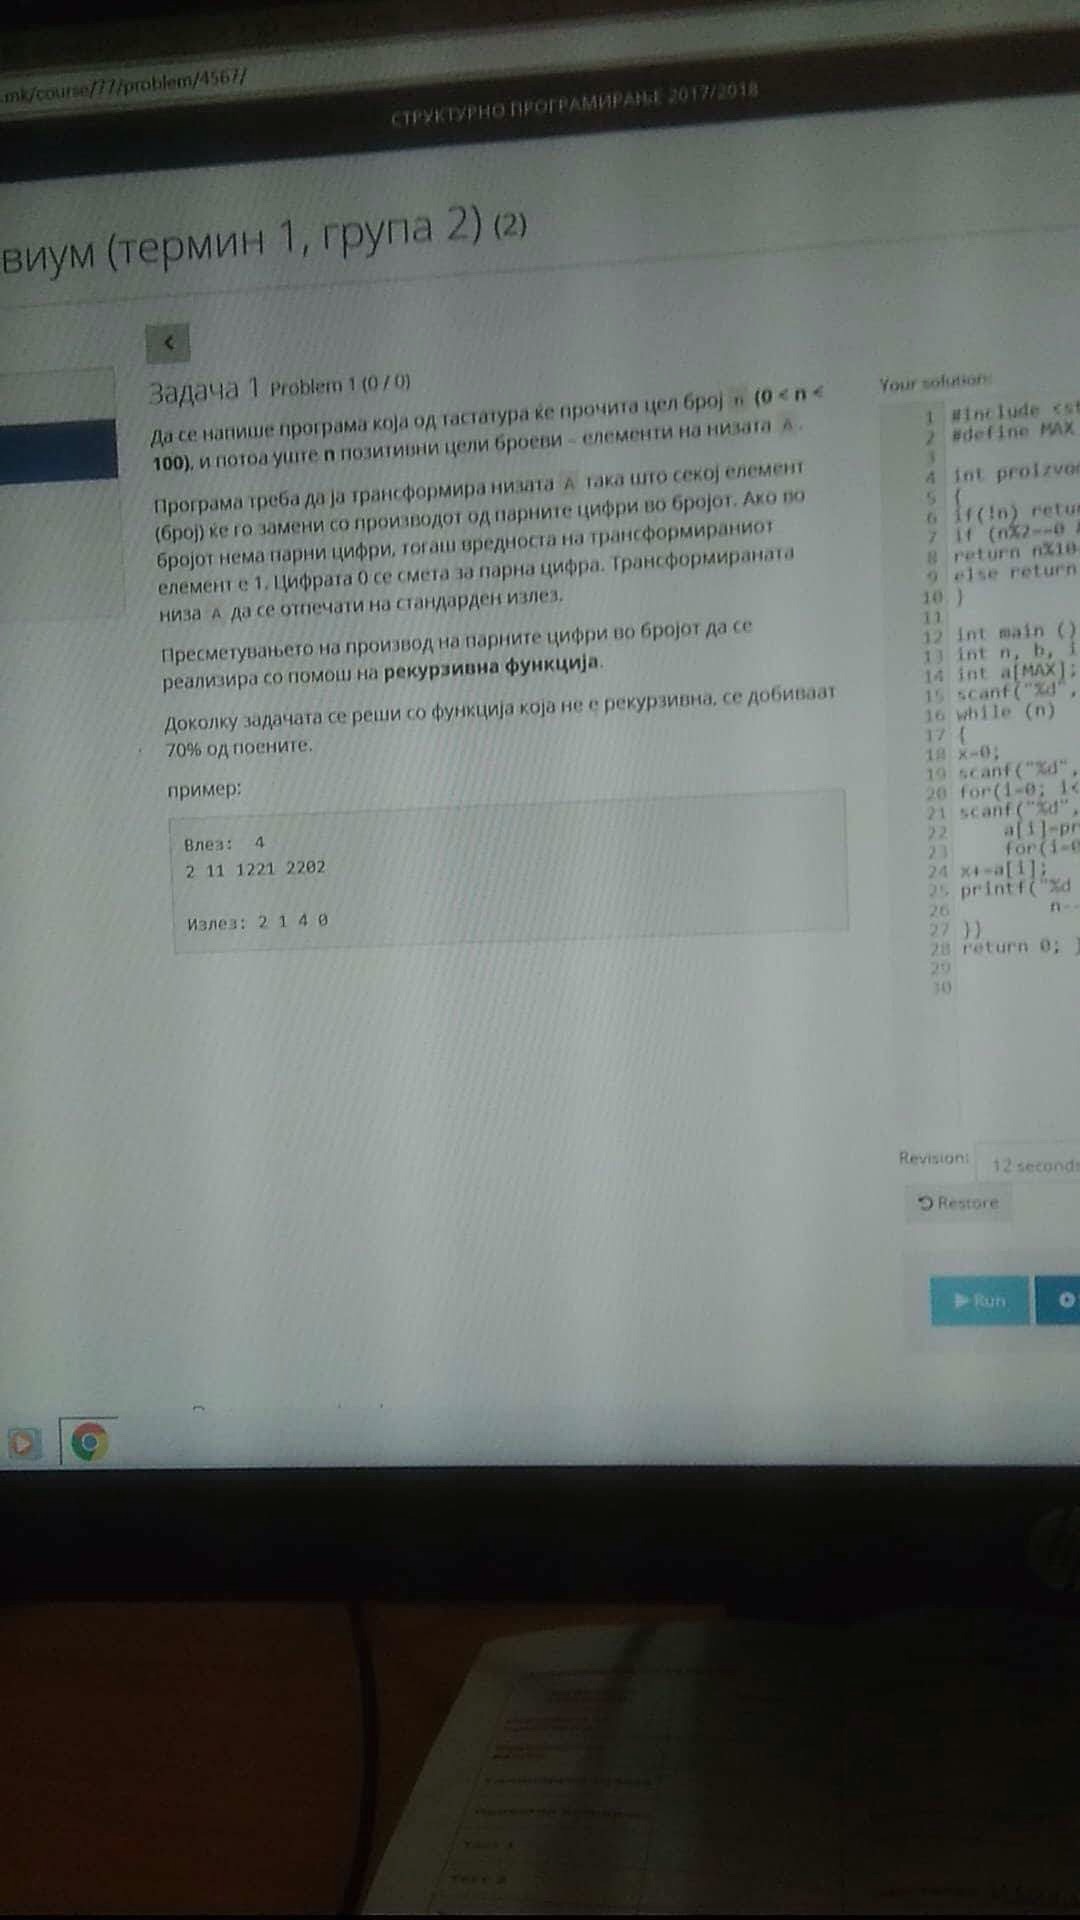 .mk/course/77/problem/4567/
СТРУКТУРНО ПРОГРАМИРАЊЕ 2017/2018
виум (термин 1, група 2) (2)
Задача 1 Problem 1 (0 / 0)
Да се напише програма која од тастатура ќе прочита цел број n (0 < n <
100), и потоа уште n позитивни цели броеви - елементи на низата A.
Програма треба да ја трансформира низата A така што секој елемент
(број) ќе го замени со производот од парните цифри во бројот. Ако во
бројот нема парни цифри, тогаш вредноста на трансформираниот
елемент е 1. Цифрата 0 се смета за парна цифра. Трансформираната
низа A да се отпечати на стандарден излез.
Пресметувањето на производ на парните цифри во бројот да се
реализира со помош на рекурзивна функција.
Доколку задачата се реши со функција која не е рекурзивна, се добиваат
70% од поените.
пример:
Влез: 4
2 11 1221 2202
Излез: 2 1 4 0
Your solution:
1 #include <st
2 #define MAX
3
4 int proizvo
5 {
6 if(!n) retur
7 if (n%2==0 &
8 return n%10
9 else return
10 }
11
12 int main ()
13 int n, b, i
14 int a[MAX];
15 scanf("%d",
16 while (n)
17 {
18 x=0;
19 scanf("%d",
20 for(i=0; i<
21 scanf("%d",
22 a[i]=pr
23 for(i=0
24 x+=a[i];
25 printf("%d
26 n--
27 }}
28 return 0; }
29
30
Revision: 12 seconds
Restore
Run